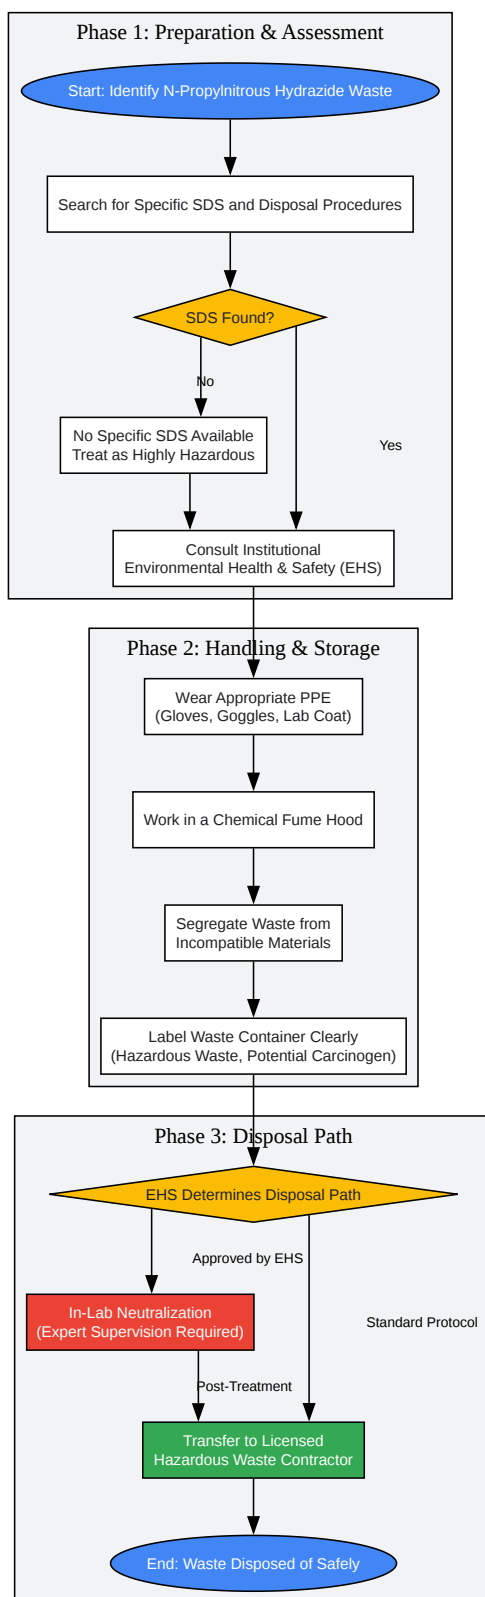 Phase 1: Preparation & Assessment
Start: Identify N-Propylnitrous Hydrazide Waste
Search for Specific SDS and Disposal Procedures
SDS Found?
No
No Specific SDS Available
Treat as Highly Hazardous
Yes
Consult Institutional
Environmental Health & Safety (EHS)
Phase 2: Handling & Storage
Wear Appropriate PPE
(Gloves, Goggles, Lab Coat)
Work in a Chemical Fume Hood
Segregate Waste from
Incompatible Materials
Label Waste Container Clearly
(Hazardous Waste, Potential Carcinogen)
Phase 3: Disposal Path
EHS Determines Disposal Path
Approved by EHS
In-Lab Neutralization
(Expert Supervision Required)
Standard Protocol
Post-Treatment
Transfer to Licensed
Hazardous Waste Contractor
End: Waste Disposed of Safely